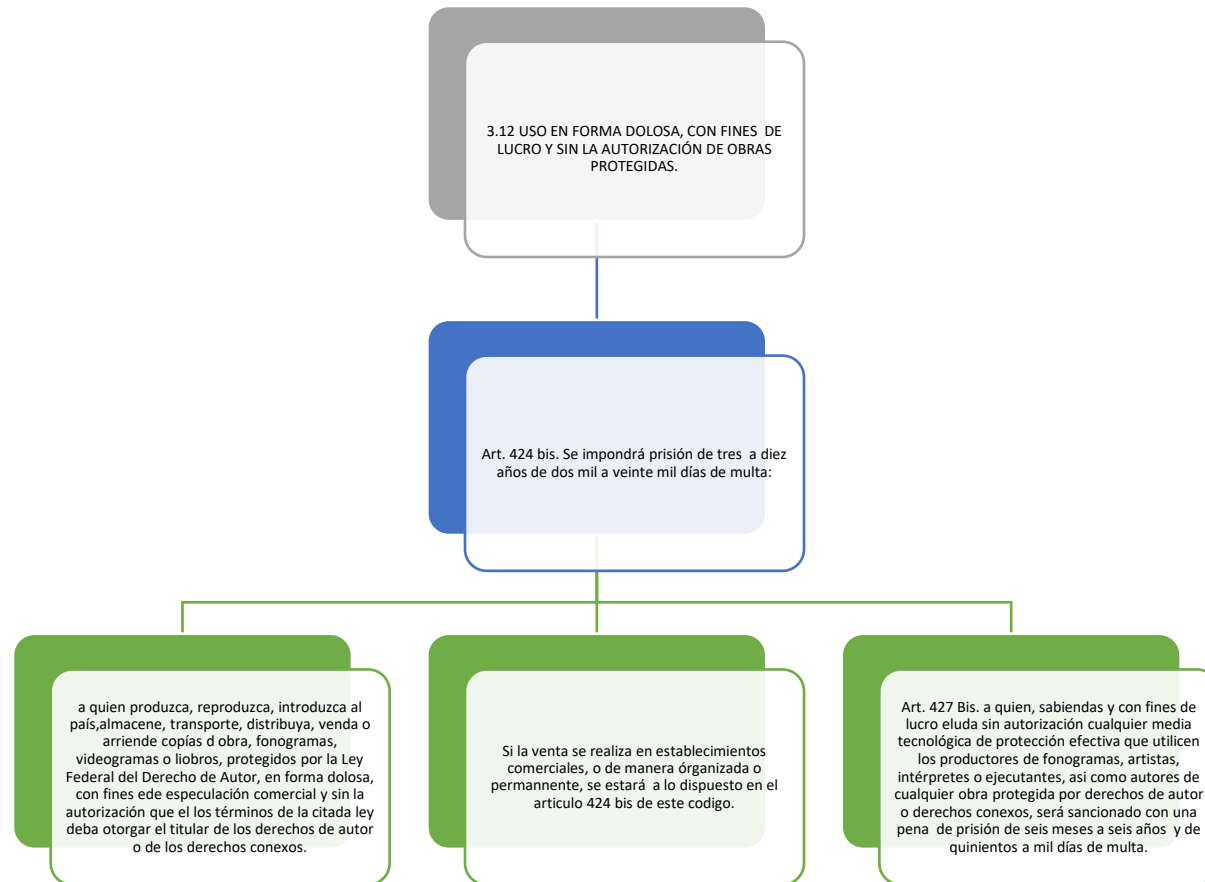 3.12 USO EN FORMA DOLOSA, CON FINES DE
LUCRO Y SIN LA AUTORIZACIÓN DE OBRAS
PROTEGIDAS.
Art. 424 bis. Se impondrá prisión de tres a diez
años de dos mil a veinte mil días de multa:
a quien produzca, reproduzca, introduzca al
país,almacene, transporte, distribuya, venda o
arriende copías d obra, fonogramas,
videogramas o liobros, protegidos por la Ley
Federal del Derecho de Autor, en forma dolosa,
con fines ede especulación comercial y sin la
autorización que el los términos de la citada ley
deba otorgar el titular de los derechos de autor
o de los derechos conexos.
Si la venta se realiza en establecimientos
comerciales, o de manera órganizada o
permannente, se estará a lo dispuesto en el
articulo 424 bis de este codigo.
Art. 427 Bis. a quien, sabiendas y con fines de
lucro eluda sin autorización cualquier media
tecnológica de protección efectiva que utilicen
los productores de fonogramas, artistas,
intérpretes o ejecutantes, asi como autores de
cualquier obra protegida por derechos de autor
o derechos conexos, será sancionado con una
pena de prisión de seis meses a seis años y de
quinientos a mil días de multa.